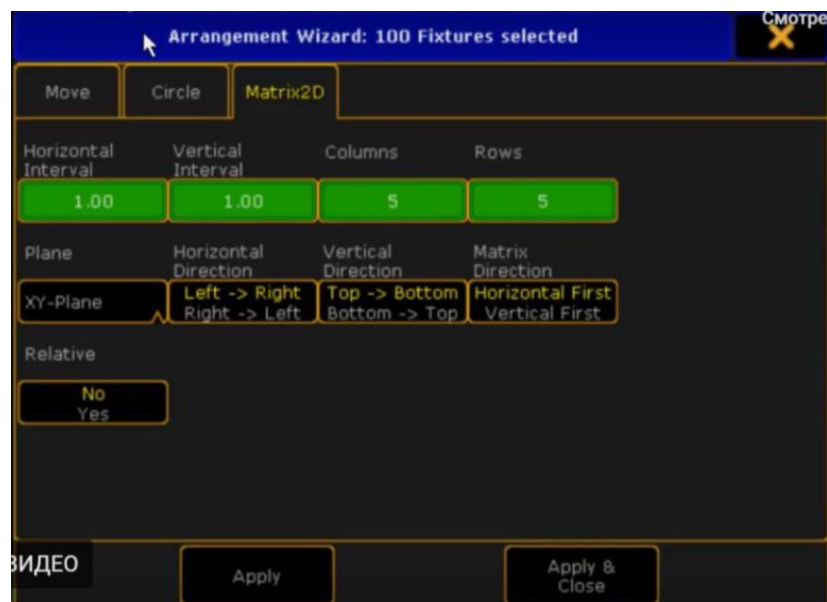 Смотре
Arrangement Wizard: 100 Fixtures selected
Move Circle Matrix2D
Horizontal Interval
Vertical Interval
Columns
Rows
1.00 1.00 5 5
Plane
Horizontal Direction
Vertical Direction
Matrix Direction
XY-Plane
Left -> Right
Right -> Left
Top -> Bottom
Bottom -> Top
Horizontal First
Vertical First
Relative
No
Yes
ВИДЕО
Apply
Apply &
Close